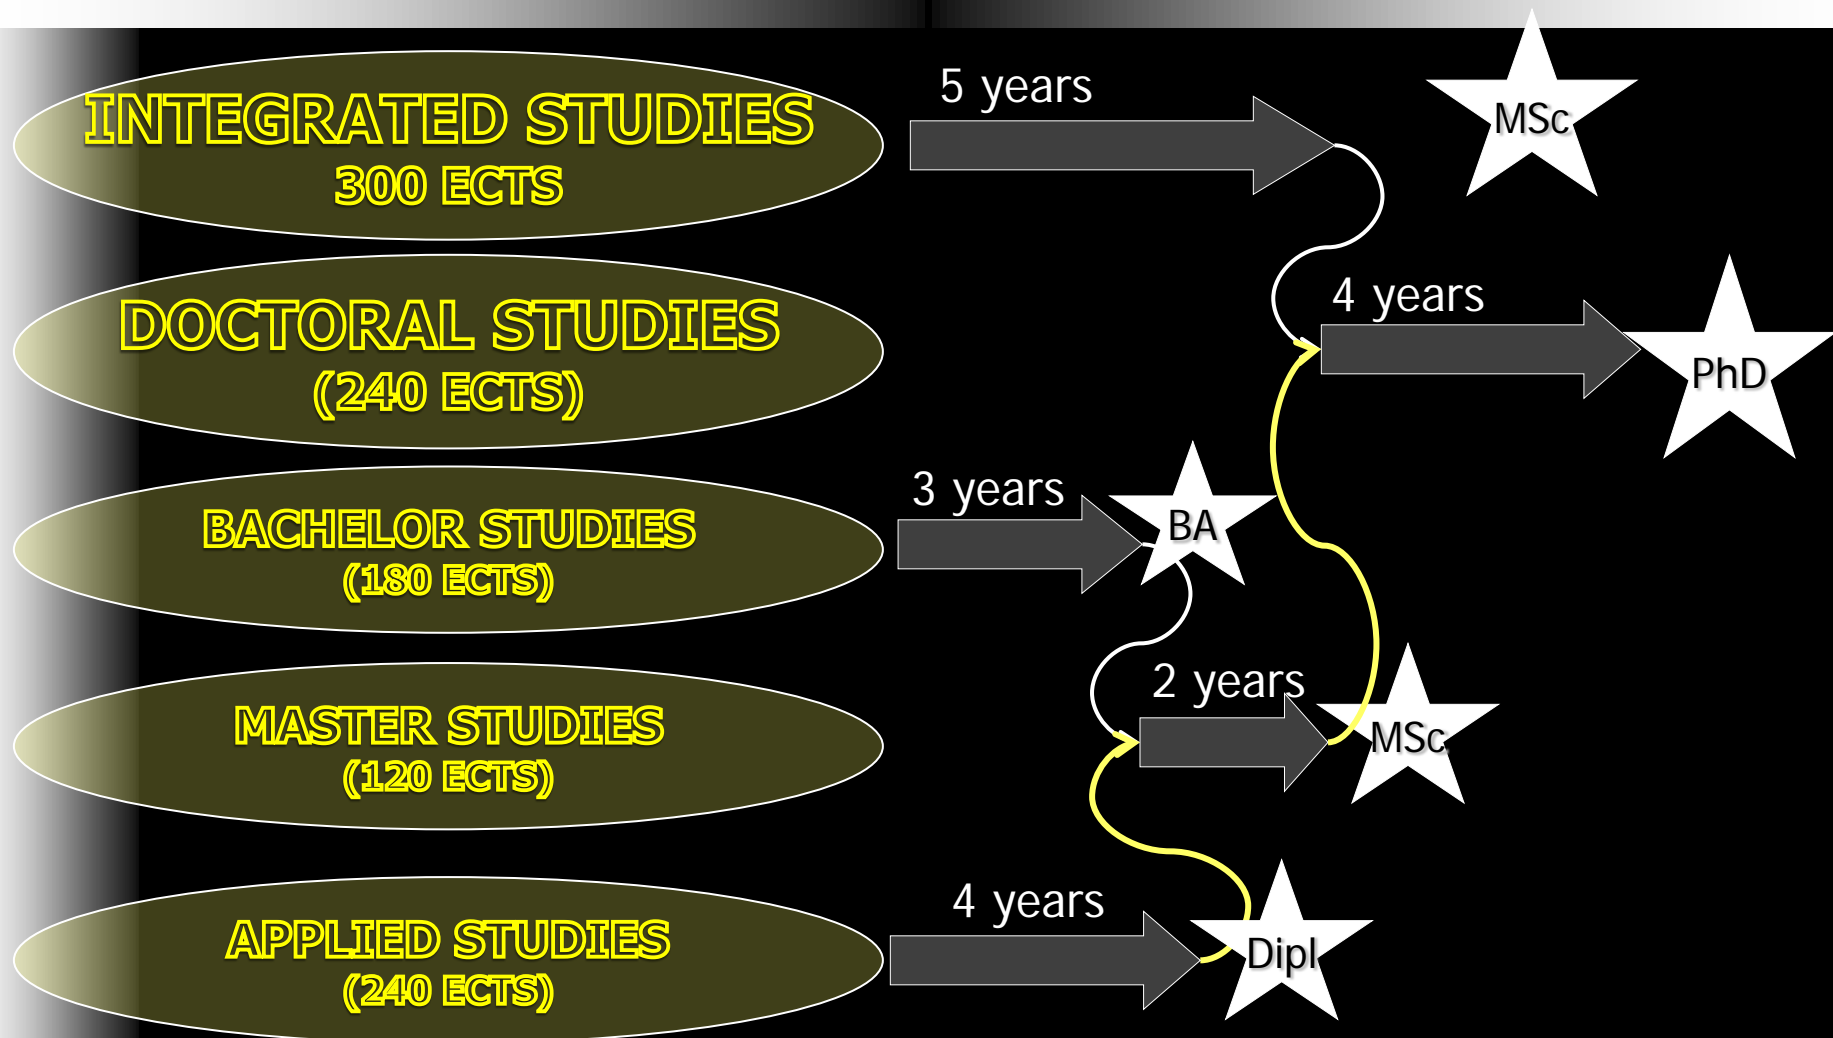 INTEGRATED STUDIES
300 ECTS
5 years
MSc
DOCTORAL STUDIES
(240 ECTS)
4 years
PhD
BACHELOR STUDIES
(180 ECTS)
3 years
BA
MASTER STUDIES
(120 ECTS)
2 years
MSc
APPLIED STUDIES
(240 ECTS)
4 years
Dipl